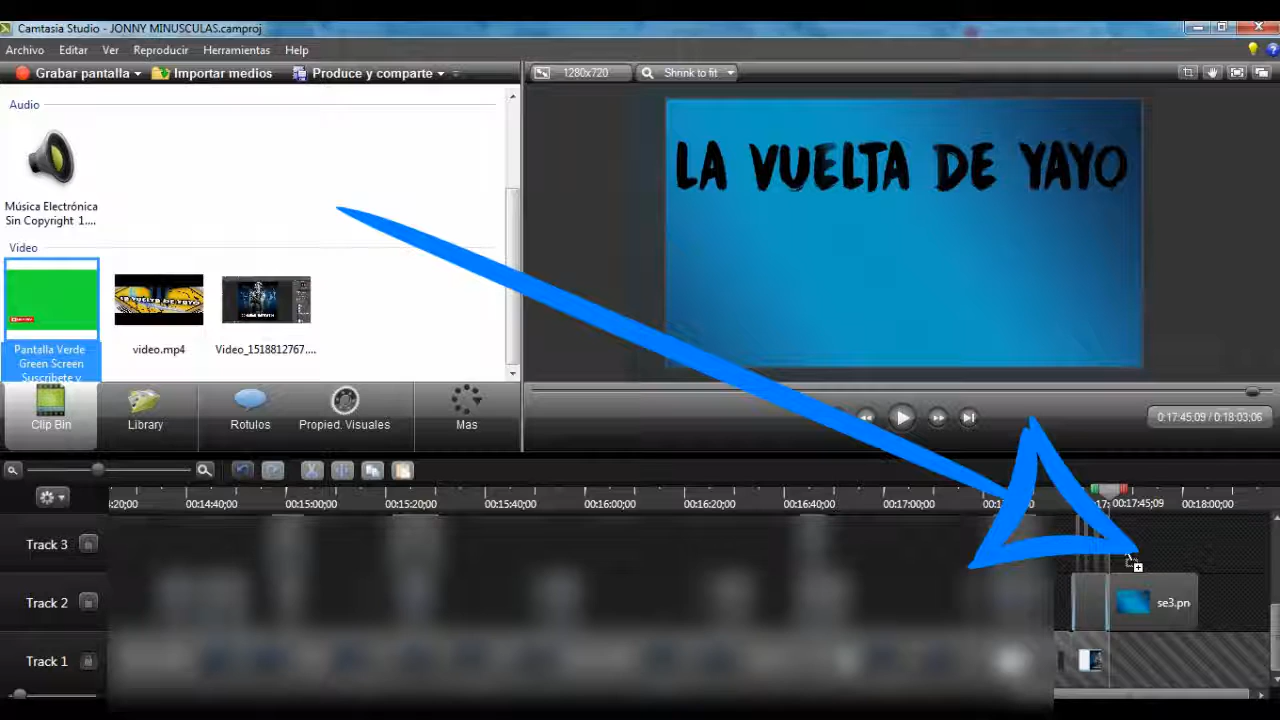 Camtasia Studio - JONNY MINUSCULAS.camproj
Archivo Editar Ver Reproducir Herramientas Help
Grabar pantalla Importar medios Produce y comparte
1280x720 Shrink to fit
Audio
Música Electrónica
Sin Copyright 1....
Video
Pantalla Verde
Green Screen
Suscribete y
video.mp4
Video_1518812767....
LA VUELTA DE YAYO
Clip Bin
Library
Rotulos
Propied. Visuales
Mas
0:17:45,09 / 0:18:03,06
:20;00 00:14:40;00 00:15:00;00 00:15:20;00 00:15:40;00 00:16:00;00 00:16:20;00 00:16:40;00 00:17:00;00 00:17:45;09 00:18:00;00
Track 3
Track 2
se3.pn
Track 1